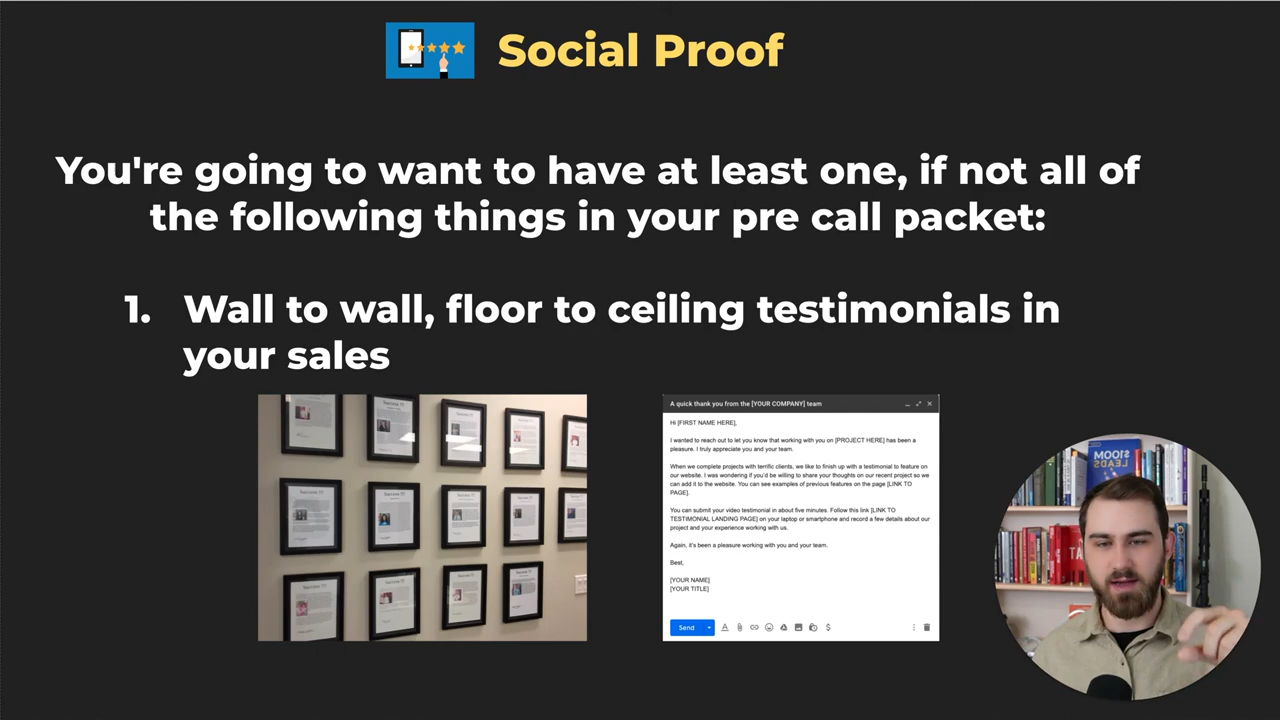 Social Proof
You're going to want to have at least one, if not all of
the following things in your pre call packet:
1. Wall to wall, floor to ceiling testimonials in
your sales
A quick thank you from the [YOUR COMPANY] team
Hi [FIRST NAME HERE],
I wanted to reach out to let you know that working with you on [PROJECT HERE] has been a
pleasure. I truly appreciate you and your team.
When we complete projects with terrific clients, we like to finish up with a testimonial to feature on
our website. I was wondering if you'd be willing to share your thoughts on our recent project so we
can add it to the website. You can see examples of previous features on the page [LINK TO
PAGE].
You can submit your video testimonial in about five minutes. Follow this link [LINK TO
TESTIMONIAL LANDING PAGE] on your laptop or smartphone and record a few details about our
project and your experience working with us.
Again, it's been a pleasure working with you and your team.
Best,
[YOUR NAME]
[YOUR TITLE]
Send
$100M
LEADS